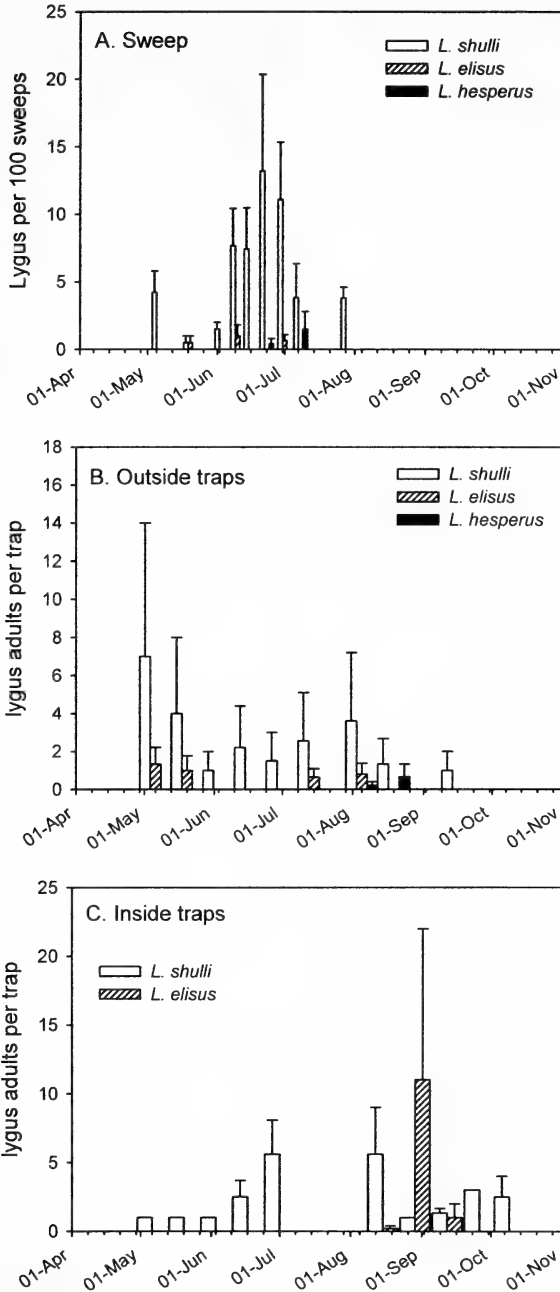 A. Sweep
L. shulli
L. elisus
L. hesperus
Lygus per 100 sweeps
25
20
15
10
5
0
01-Apr
01-May
01-Jun
01-Jul
01-Aug
01-Sep
01-Oct
01-Nov
B. Outside traps
L. shulli
L. elisus
L. hesperus
lygus adults per trap
18
16
14
12
10
8
6
4
2
0
01-Apr
01-May
01-Jun
01-Jul
01-Aug
01-Sep
01-Oct
01-Nov
C. Inside traps
L. shulli
L. elisus
lygus adults per trap
25
20
15
10
5
0
01-Apr
01-May
01-Jun
01-Jul
01-Aug
01-Sep
01-Oct
01-Nov